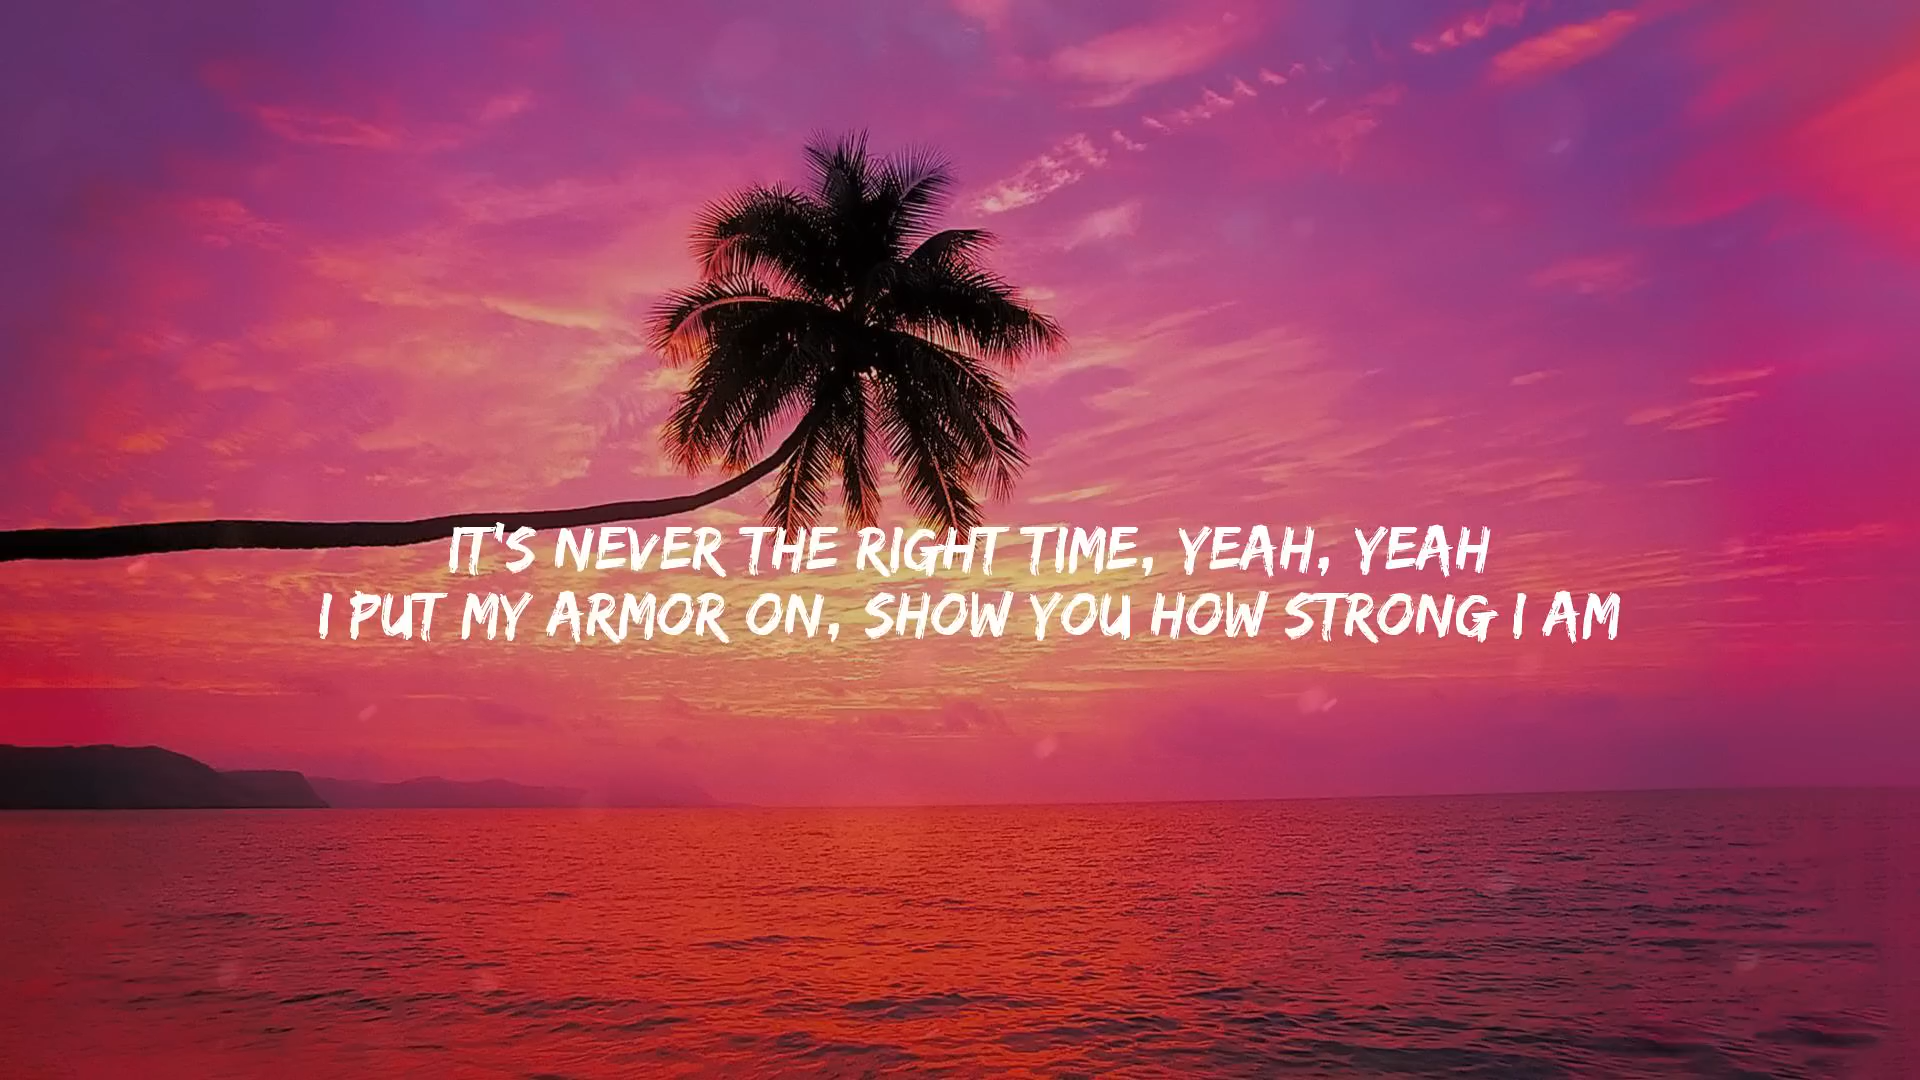 IT'S NEVER THE RIGHT TIME, YEAH, YEAH
I PUT MY ARMOR ON, SHOW YOU HOW STRONG I AM